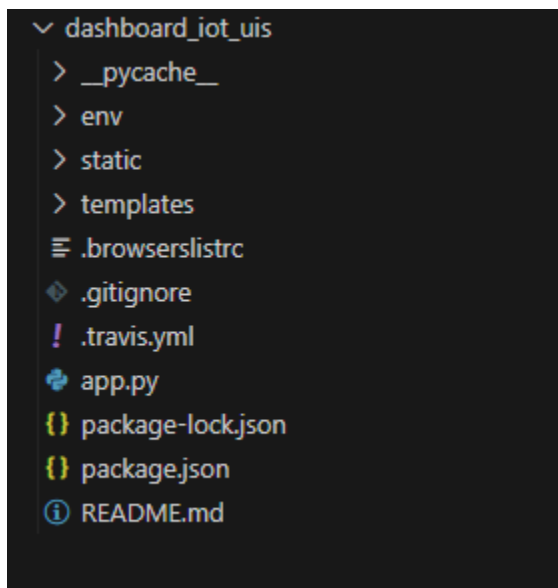 dashboard_iot_uis
__pycache__
env
static
templates
.browserslistrc
.gitignore
.travis.yml
app.py
package-lock.json
package.json
README.md